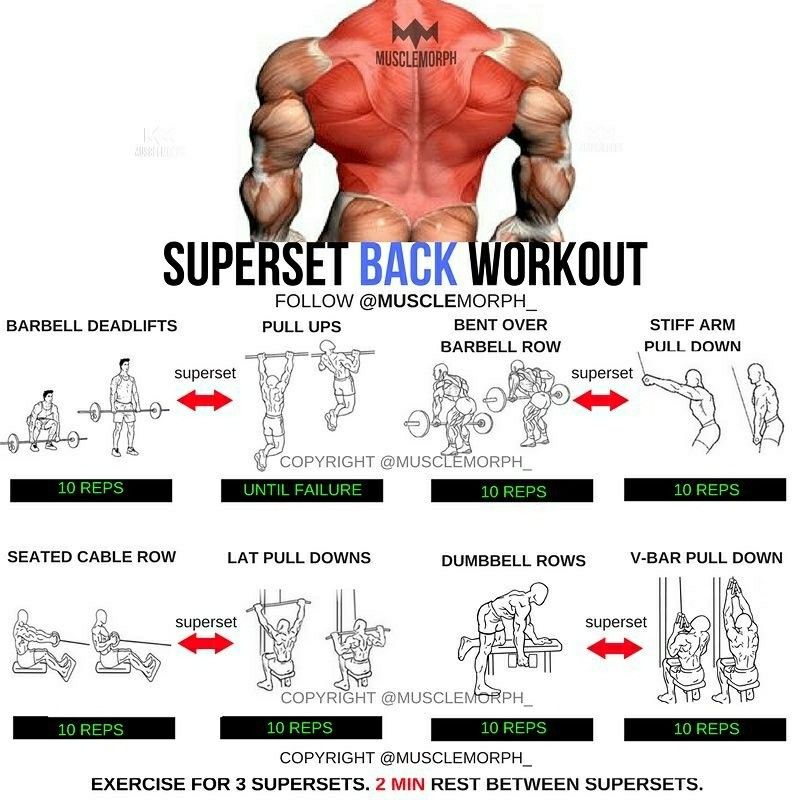 MUSCLEMORPH
SUPERSET BACK WORKOUT
FOLLOW @MUSCLEMORPH_
BARBELL DEADLIFTS
superset
PULL UPS
BENT OVER
BARBELL ROW
superset
STIFF ARM
PULL DOWN
COPYRIGHT @MUSCLEMORPH_
10 REPS
UNTIL FAILURE
10 REPS
10 REPS
SEATED CABLE ROW
superset
LAT PULL DOWNS
DUMBBELL ROWS
superset
V-BAR PULL DOWN
COPYRIGHT @MUSCLEMORPH_
10 REPS
10 REPS
10 REPS
10 REPS
COPYRIGHT @MUSCLEMORPH_
EXERCISE FOR 3 SUPERSETS. 2 MIN REST BETWEEN SUPERSETS.